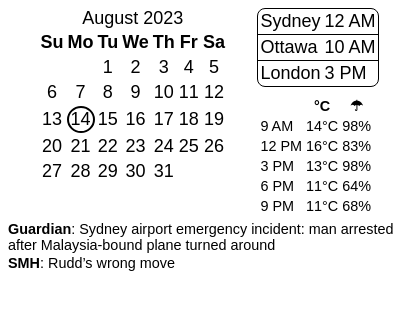 August 2023
Su Mo Tu We Th Fr Sa
1 2 3 4 5
6 7 8 9 10 11 12
13 14 15 16 17 18 19
20 21 22 23 24 25 26
27 28 29 30 31
Sydney 12 AM
Ottawa 10 AM
London 3 PM
°C ☂
9 AM 14°C 98%
12 PM 16°C 83%
3 PM 13°C 98%
6 PM 11°C 64%
9 PM 11°C 68%
Guardian: Sydney airport emergency incident: man arrested
after Malaysia-bound plane turned around
SMH: Rudd’s wrong move